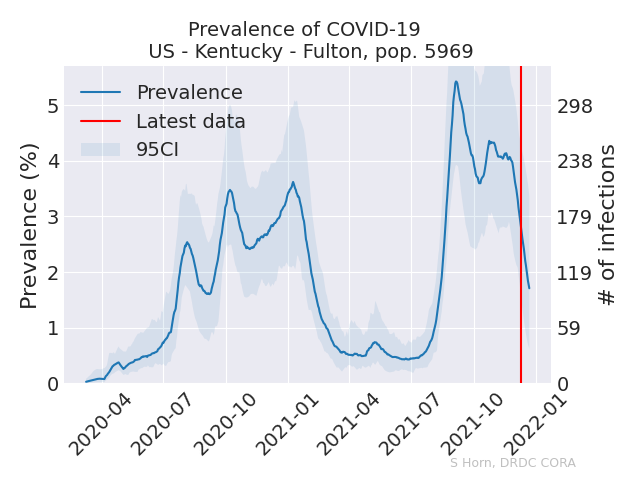 Prevalence of COVID-19
US - Kentucky - Fulton, pop. 5969
Prevalence
Latest data
95CI
Prevalence (%)
5
4
3
2
1
0
298
238
179
119
59
0
# of infections
2020-04
2020-07
2020-10
2021-01
2021-04
2021-07
2021-10
2022-01
S Horn, DRDC CORA